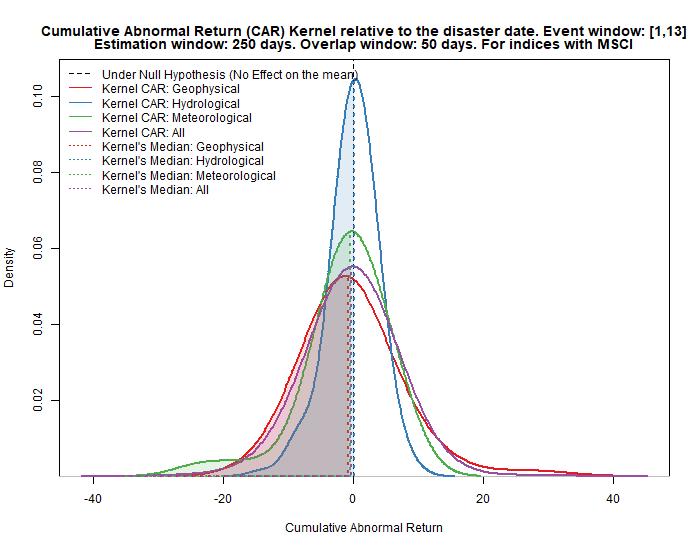 Cumulative Abnormal Return (CAR) Kernel relative to the disaster date. Event window: [1,13]
Estimation window: 250 days. Overlap window: 50 days. For indices with MSCI
Under Null Hypothesis (No Effect on the mean)
Kernel CAR: Geophysical
Kernel CAR: Hydrological
Kernel CAR: Meteorological
Kernel CAR: All
Kernel's Median: Geophysical
Kernel's Median: Hydrological
Kernel's Median: Meteorological
Kernel's Median: All
Density
0.10
0.08
0.06
0.04
0.02
-40 -20 0 20 40
Cumulative Abnormal Return